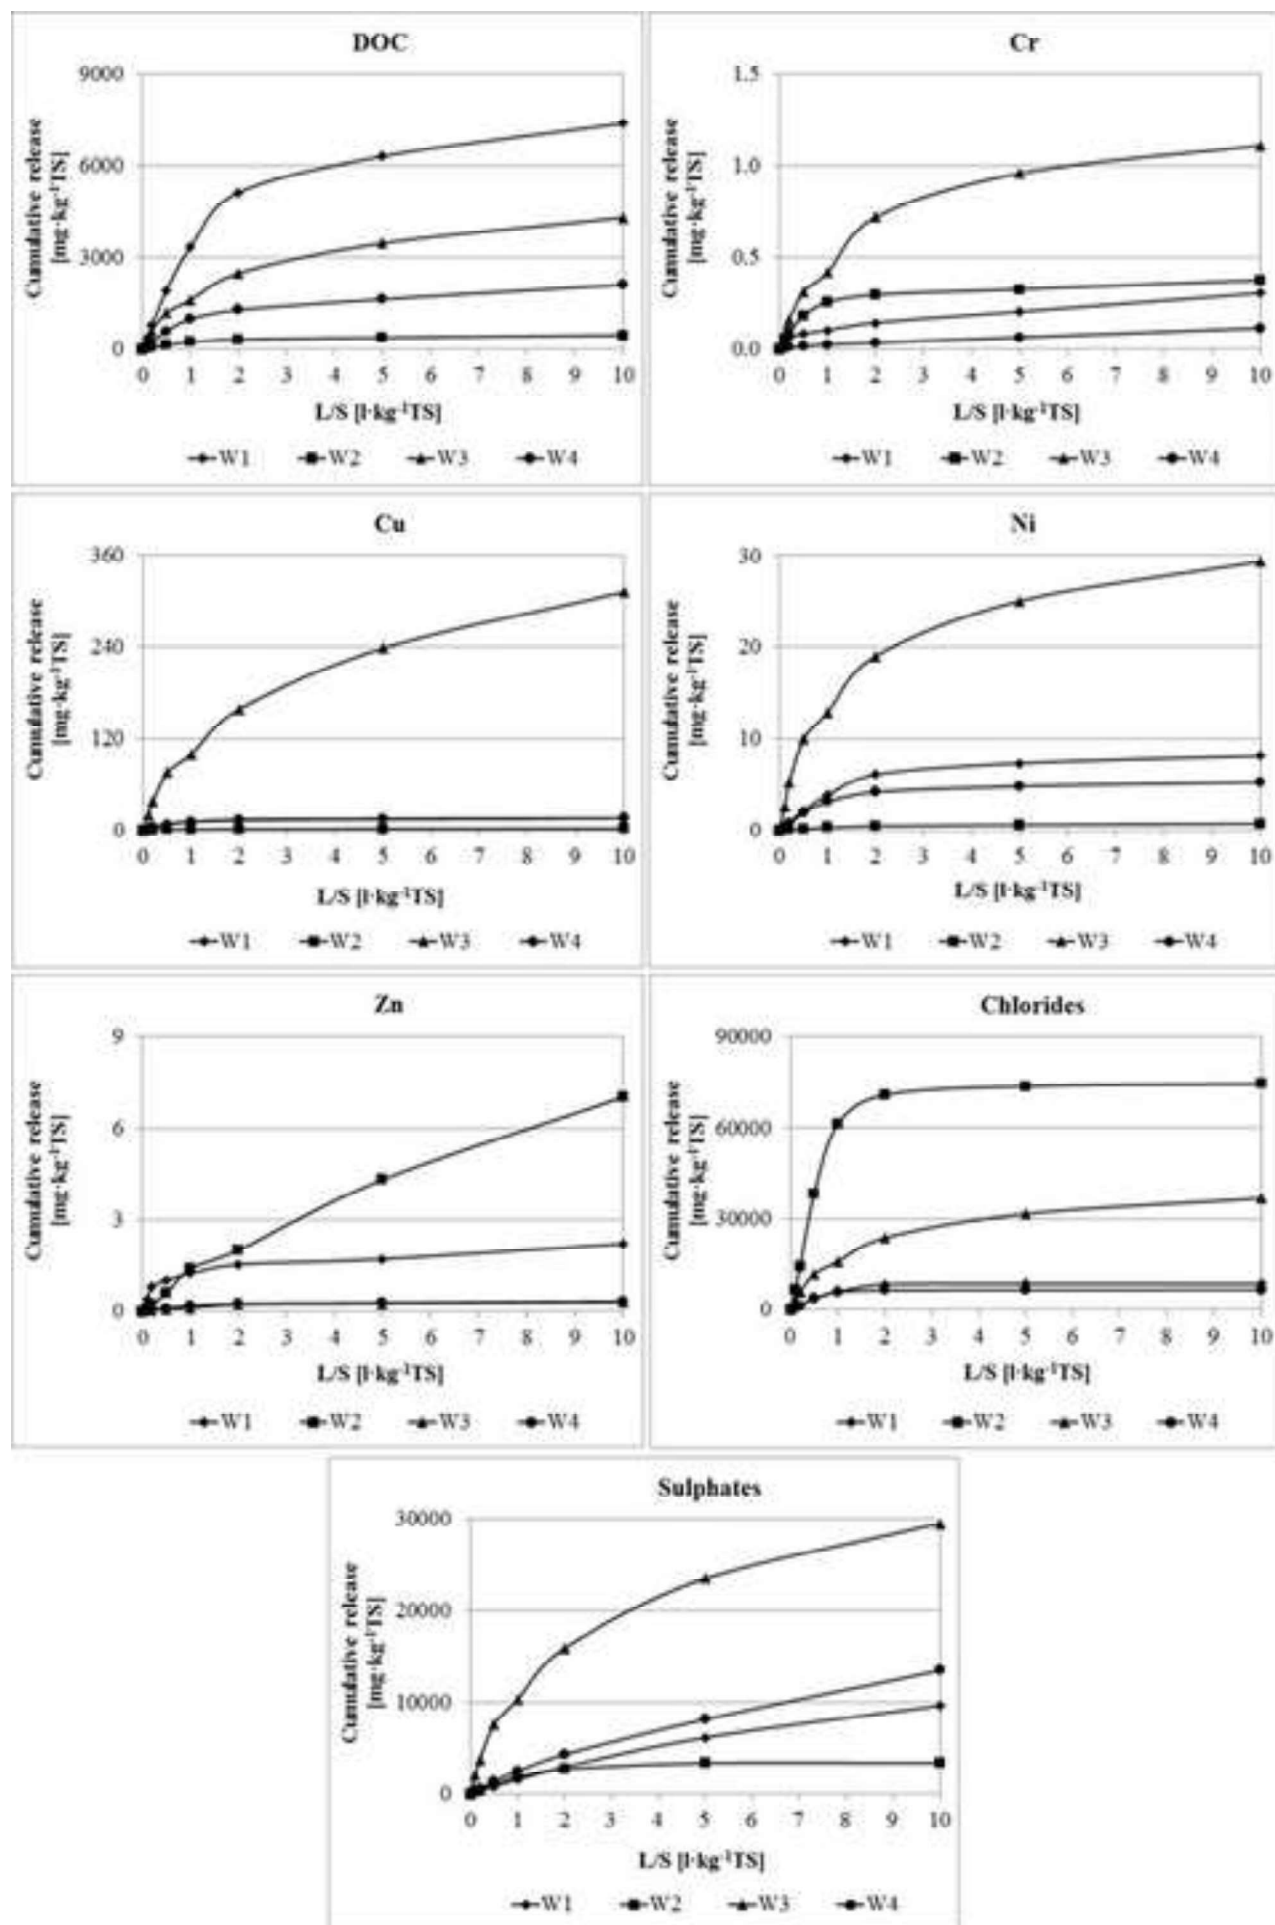 DOC
Cumulative release
[mg·kg⁻¹TS]
9000
6000
3000
0
0 1 2 3 4 5 6 7 8 9 10
L/S [l·kg⁻¹TS]
W1 W2 W3 W4
Cr
Cumulative release
[mg·kg⁻¹TS]
1.5
1.0
0.5
0.0
0 1 2 3 4 5 6 7 8 9 10
L/S [l·kg⁻¹TS]
W1 W2 W3 W4
Cu
Cumulative release
[mg·kg⁻¹TS]
360
240
120
0
0 1 2 3 4 5 6 7 8 9 10
L/S [l·kg⁻¹TS]
W1 W2 W3 W4
Ni
Cumulative release
[mg·kg⁻¹TS]
30
20
10
0
0 1 2 3 4 5 6 7 8 9 10
L/S [l·kg⁻¹TS]
W1 W2 W3 W4
Zn
Cumulative release
[mg·kg⁻¹TS]
9
6
3
0
0 1 2 3 4 5 6 7 8 9 10
L/S [l·kg⁻¹TS]
W1 W2 W3 W4
Chlorides
Cumulative release
[mg·kg⁻¹TS]
90000
60000
30000
0
0 1 2 3 4 5 6 7 8 9 10
L/S [l·kg⁻¹TS]
W1 W2 W3 W4
Sulphates
Cumulative release
[mg·kg⁻¹TS]
30000
20000
10000
0
0 1 2 3 4 5 6 7 8 9 10
L/S [l·kg⁻¹TS]
W1 W2 W3 W4